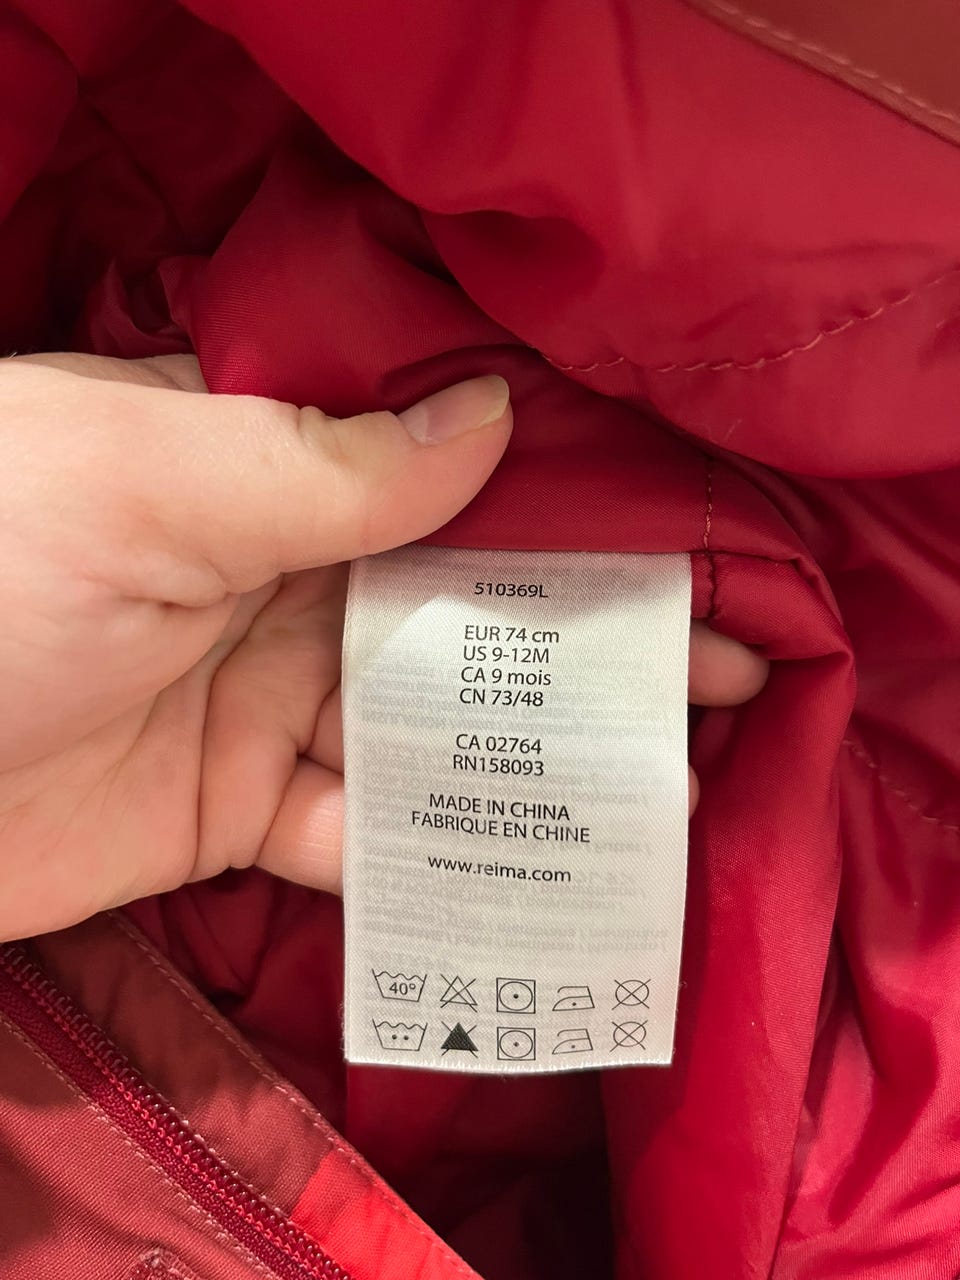 510369L
EUR 74 cm
US 9-12M
CA 9 mois
CN 73/48
CA 02764
RN158093
MADE IN CHINA
FABRIQUE EN CHINE
www.reima.com
40°